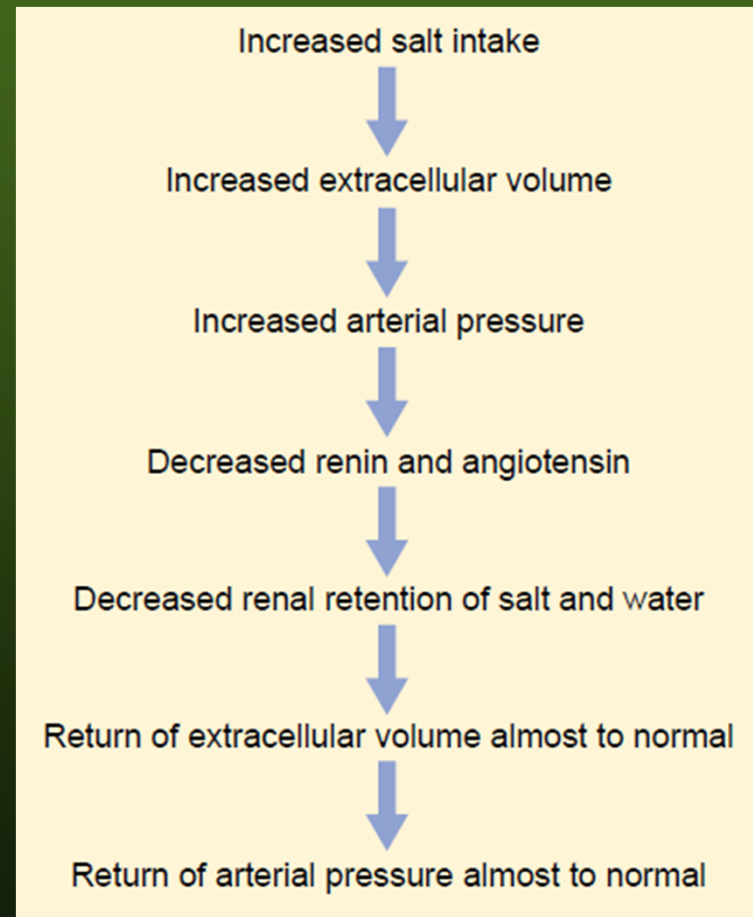 Increased salt intake
Increased extracellular volume
Increased arterial pressure
Decreased renin and angiotensin
Decreased renal retention of salt and water
Return of extracellular volume almost to normal
Return of arterial pressure almost to normal